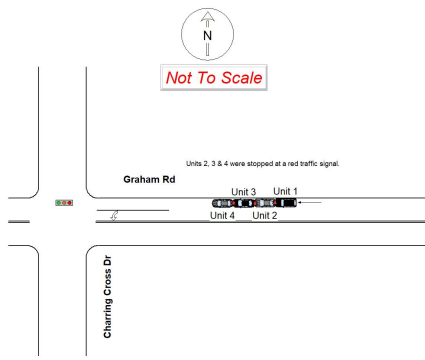 N
Not To Scale
Units 2, 3 & 4 were stopped at a red traffic signal.
Graham Rd
Unit 3 Unit 1
Unit 4 Unit 2
Charring Cross Dr